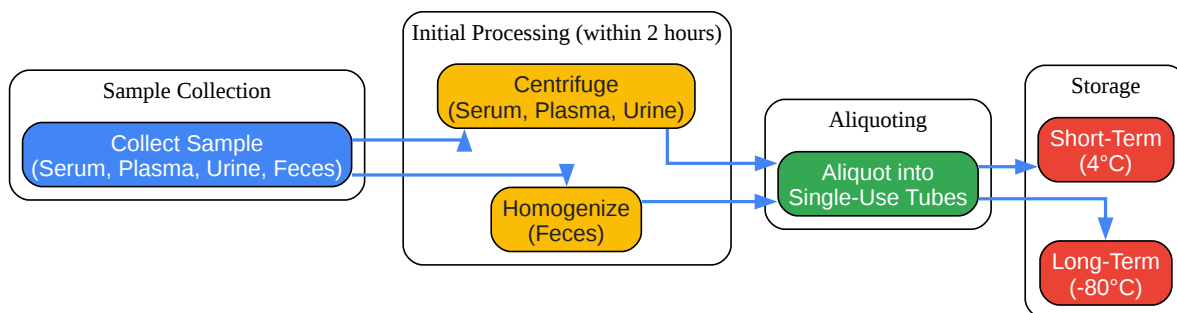 Sample Collection
Collect Sample
(Serum, Plasma, Urine, Feces)
Initial Processing (within 2 hours)
Centrifuge
(Serum, Plasma, Urine)
Homogenize
(Feces)
Aliquoting
Aliquot into
Single-Use Tubes
Storage
Short-Term
(4°C)
Long-Term
(-80°C)